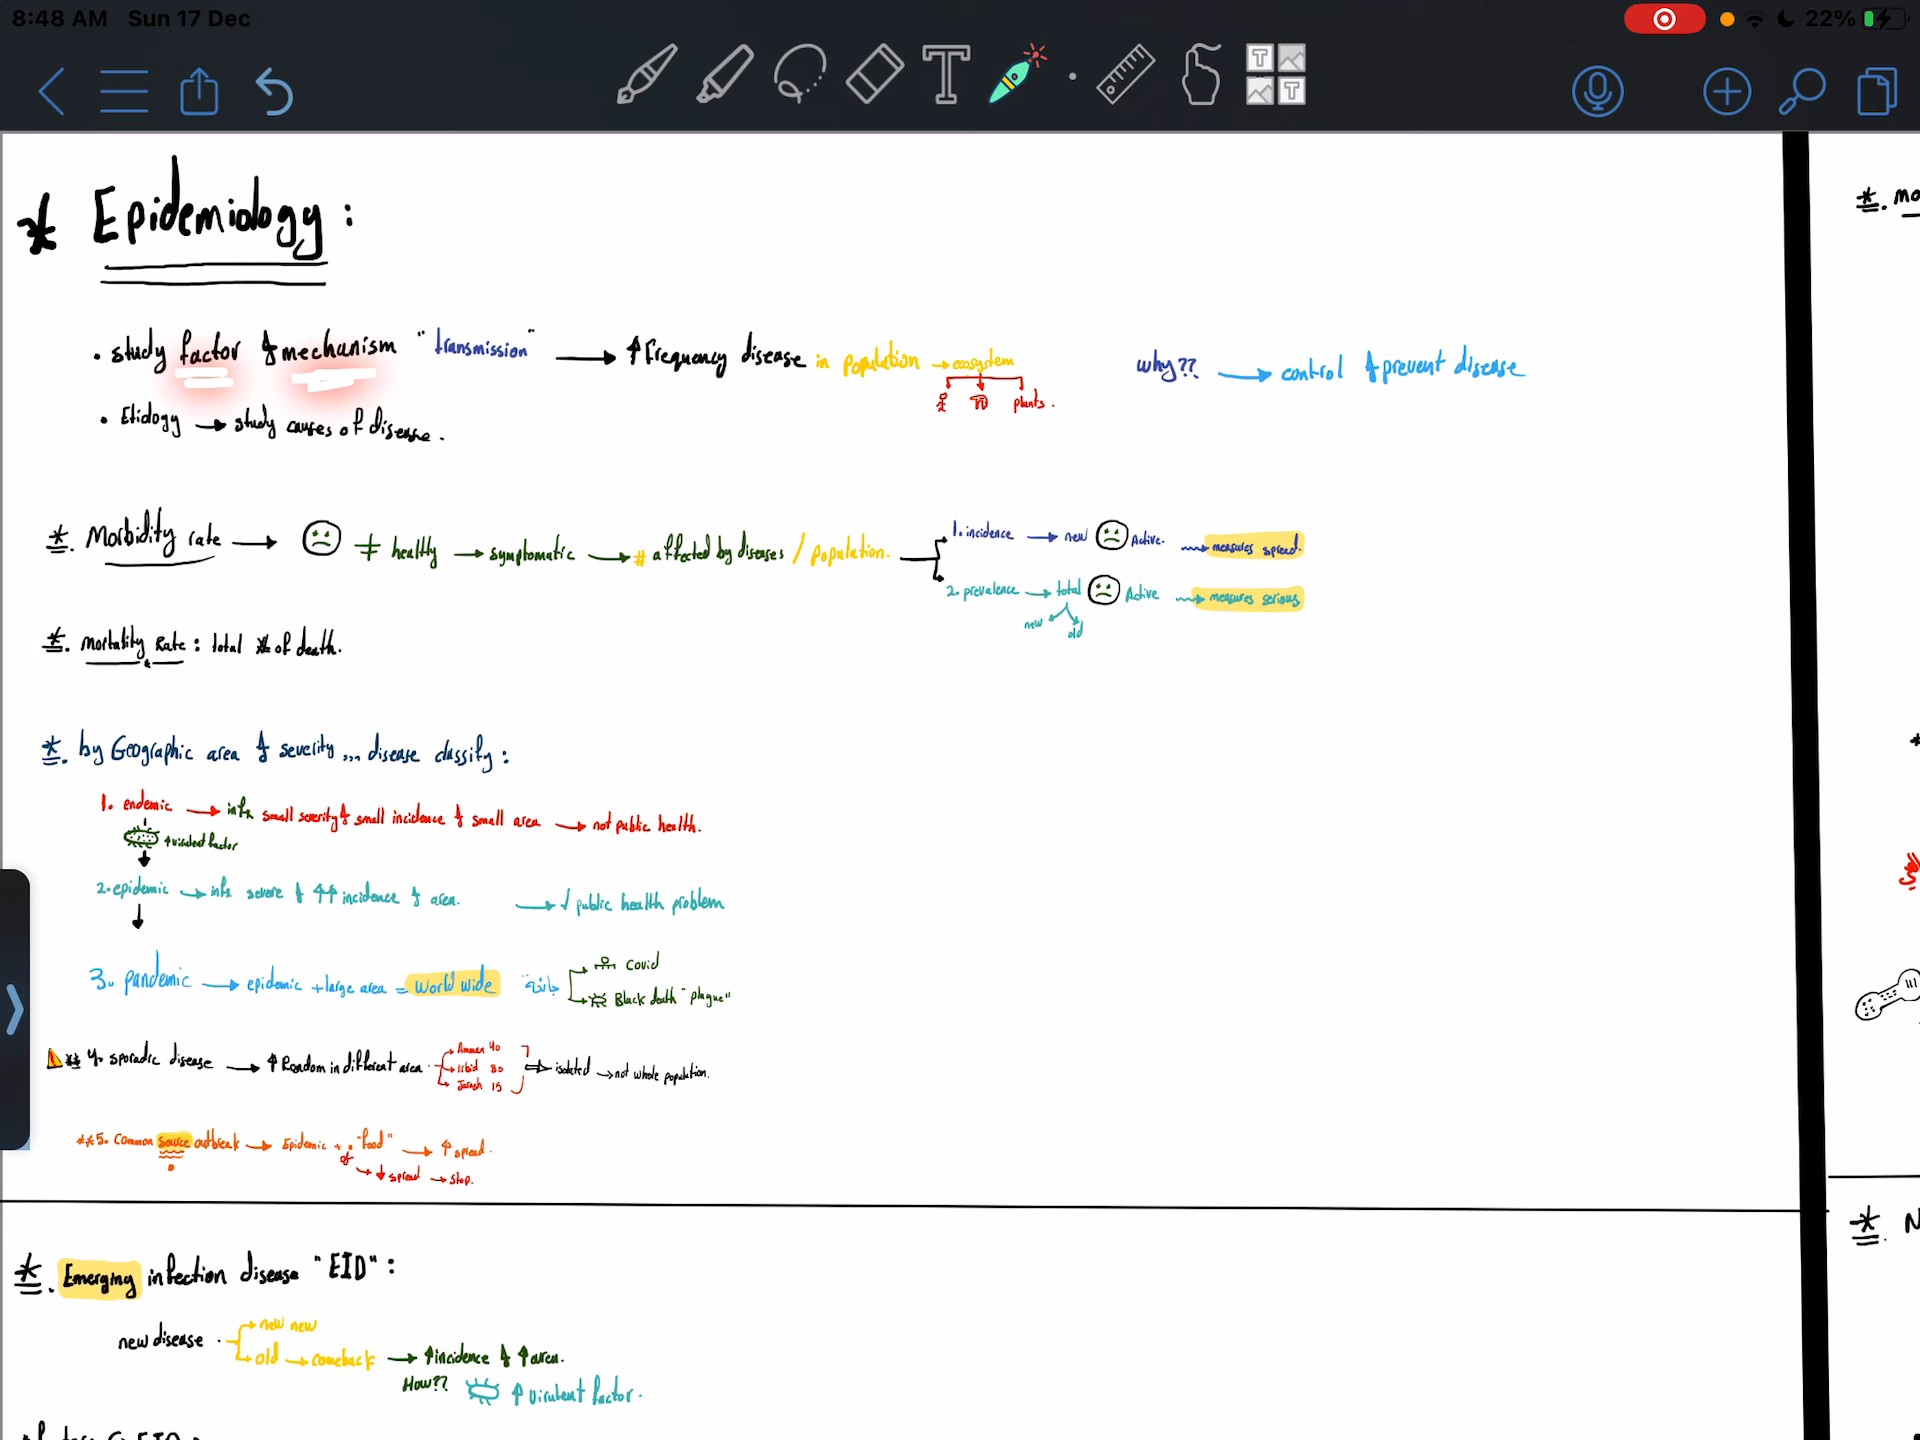 8:48 AM Sun 17 Dec
22%
* Epidemiology :
• study factor & mechanism "transmission" → ↑ Frequency disease in population → ecosystem
plants.
why?? → control & prevent disease
• Etiology → study causes of disease.
*. Morbidity rate → ≠ healthy → symptomatic → # affected by diseases / population.
1. incidence → new Active. → measures spread.
2. prevalence → total Active → measures serious.
new old
*. Mortality Rate : total # of death.
*. by Geographic area & severity ... disease classify :
1. endemic → infx small severity & small incidence & small area → not public health.
↑ virulent factor
2. epidemic → infx severe & ↑↑ incidence & area. → √ public health problem
3. pandemic → epidemic + large area = World wide
Covid
Black death "plague"
** 4. sporadic disease → ↑ Random in different area
Amman 40
Irbid 80
Jarash 15
isolated → not whole population.
** 5. Common source outbreak → Epidemic + "food" → ↑ spread.
↓ spread → stop.
*. Emerging infection disease "EID" :
new disease
new new
old → comeback → ↑ incidence & ↑ area.
How?? ↑ virulent factor.